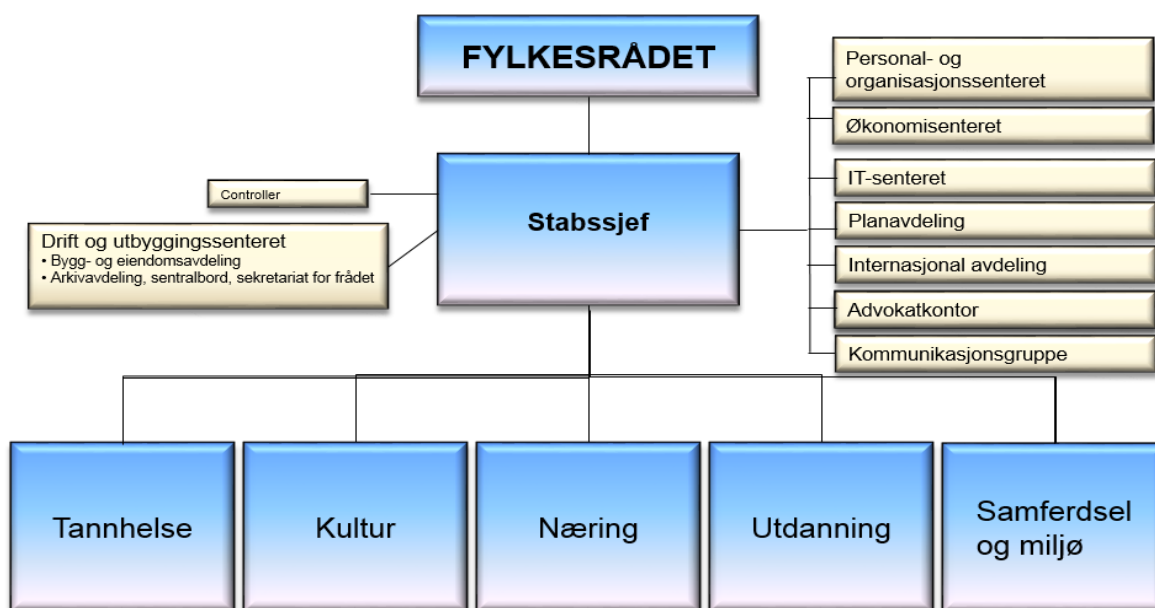 FYLKESRÅDET
Personal- og
organisasjonssenteret
Økonomisenteret
Controller
Stabssjef
IT-senteret
Planavdeling
Drift og utbyggingssenteret
• Bygg- og eiendomsavdeling
• Arkivavdeling, sentralbord, sekretariat for frådet
Internasjonal avdeling
Advokatkontor
Kommunikasjonsgruppe
Tannhelse
Kultur
Næring
Utdanning
Samferdsel
og miljø